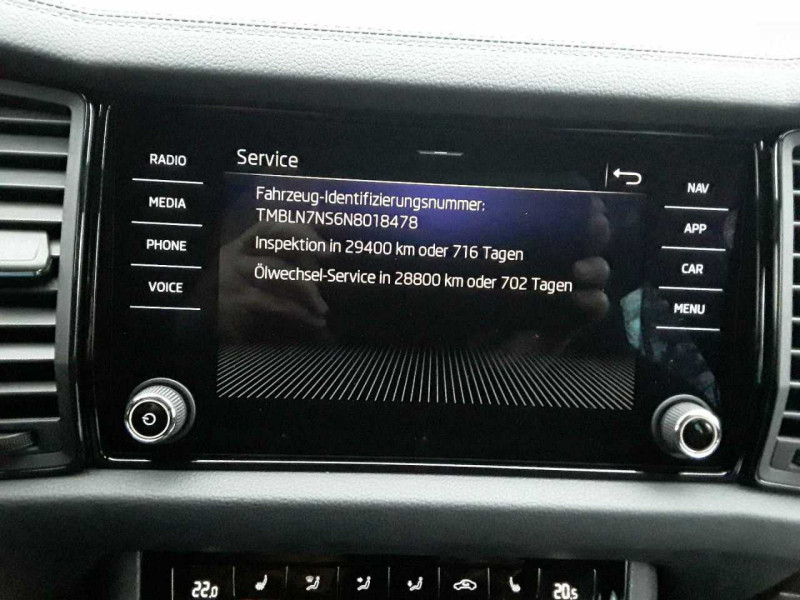 RADIO
MEDIA
PHONE
VOICE
Service
Fahrzeug-Identifizierungsnummer:
TMBLN7NS6N8018478
Inspektion in 29400 km oder 716 Tagen
Ölwechsel-Service in 28800 km oder 702 Tagen
NAV
APP
CAR
MENU
22.0
20.5